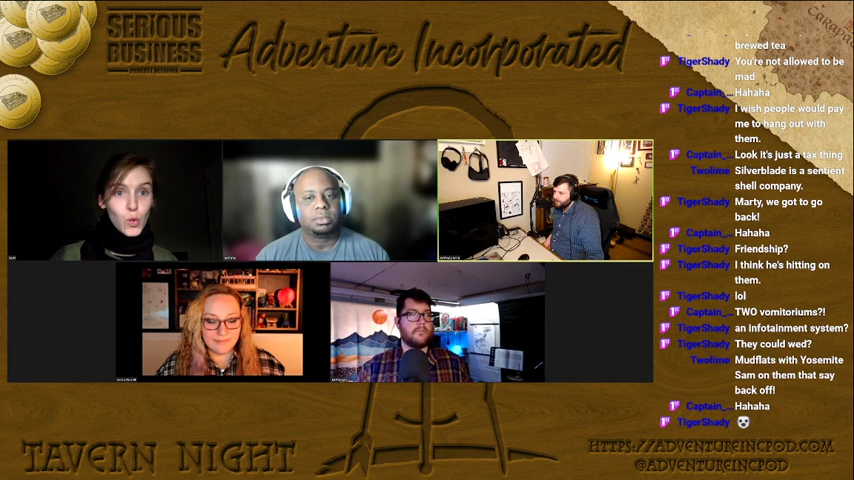 SERIOUS
BUSINESS
PODCAST NETWORK
Adventure Incorporated
CARAPAC
brewed tea
TigerShady You're not allowed to be
mad
Captain_... Hahaha
TigerShady I wish people would pay
me to hang out with
them.
Captain_... Look it's just a tax thing
Twolime Silverblade is a sentient
shell company.
TigerShady Marty, we got to go
back!
Captain_... Hahaha
TigerShady Friendship?
TigerShady I think he's hitting on
them.
TigerShady lol
Captain_... TWO vomitoriums?!
TigerShady an infotainment system?
TigerShady They could wed?
Twolime Mudflats with Yosemite
Sam on them that say
back off!
Captain_... Hahaha
TigerShady
TAVERN NIGHT
HTTPS://ADVENTUREINCPOD.COM
@ADVENTUREINCPOD